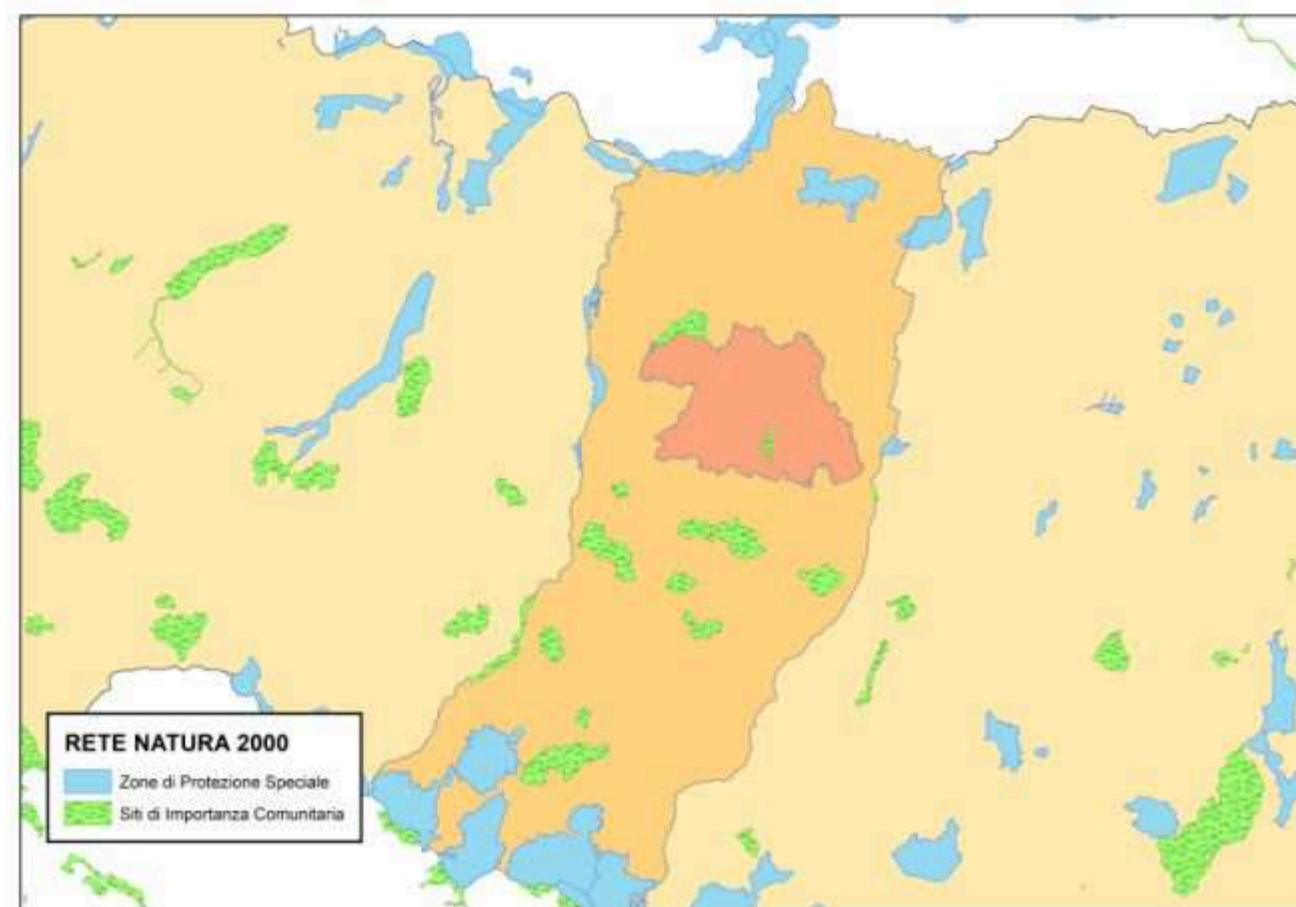 RETE NATURA 2000
Zone di Protezione Speciale
Siti di Importanza Comunitaria